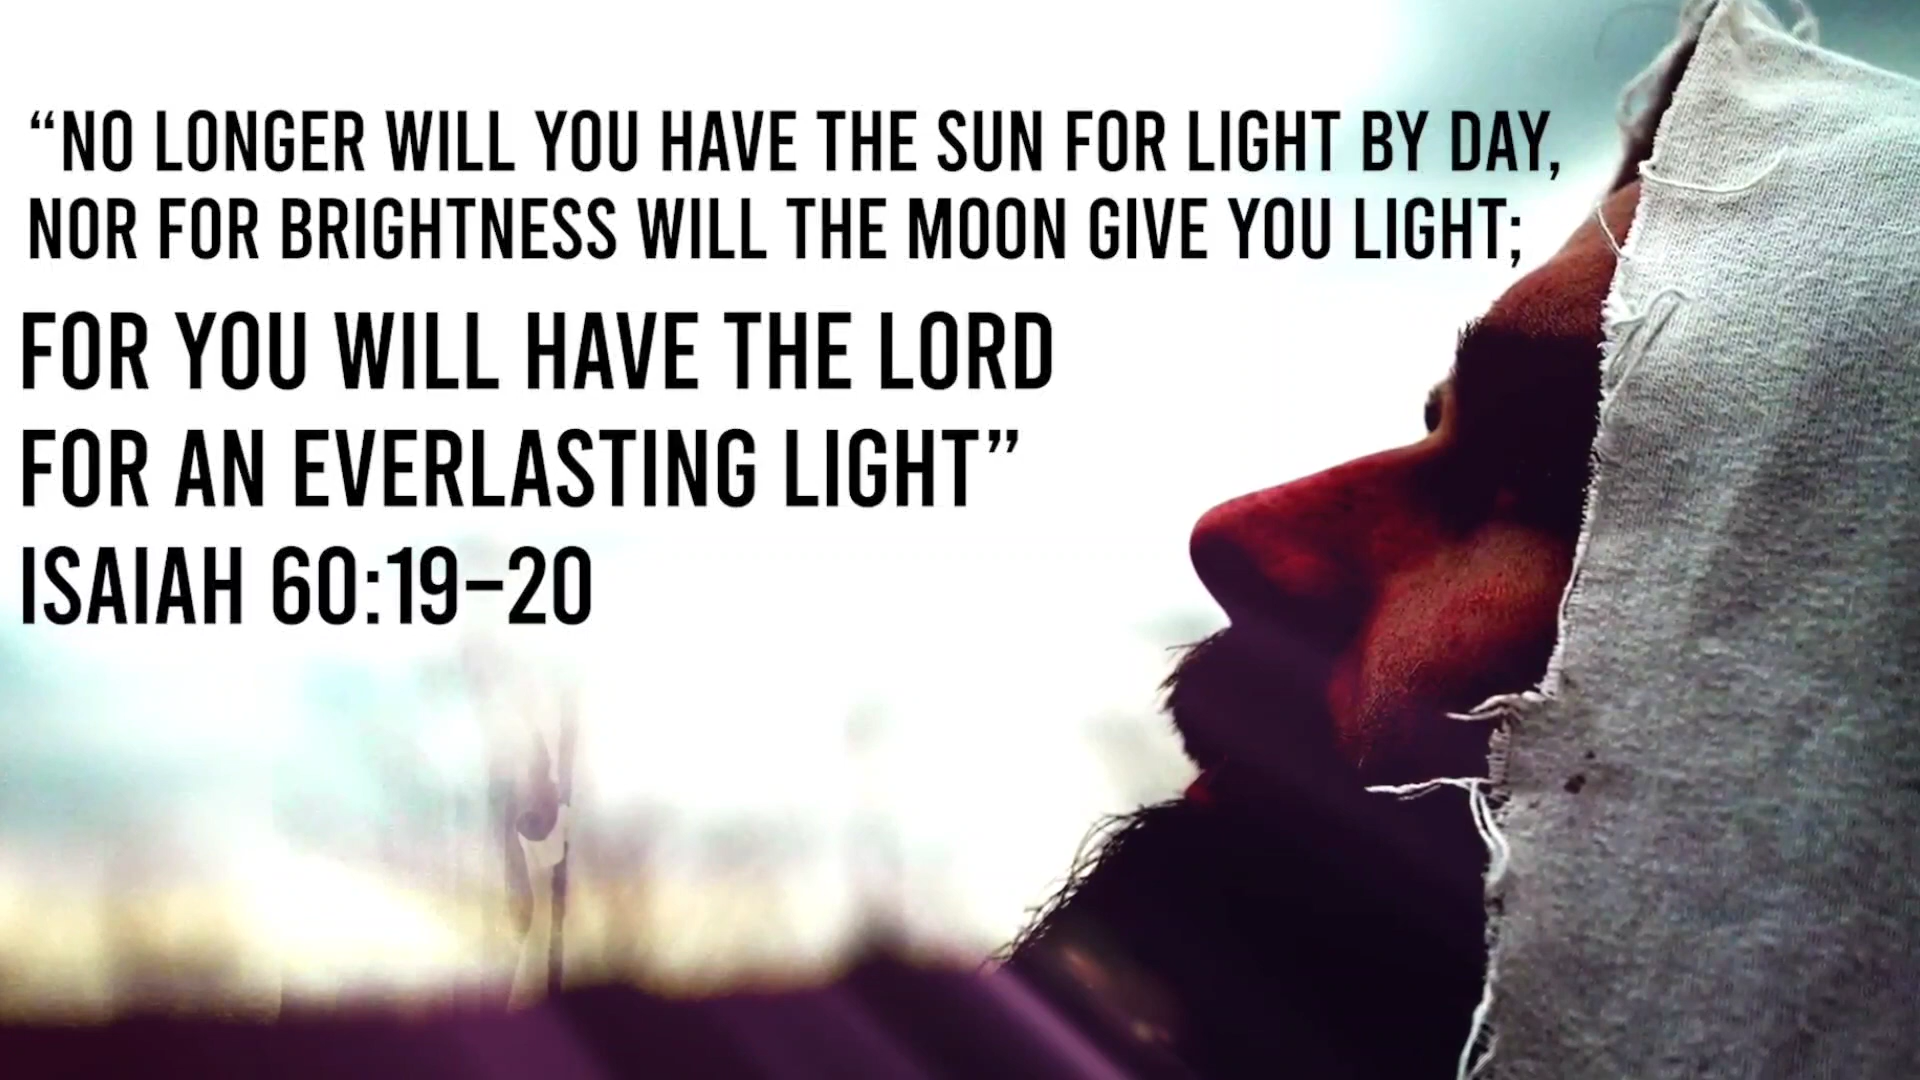 “NO LONGER WILL YOU HAVE THE SUN FOR LIGHT BY DAY,
NOR FOR BRIGHTNESS WILL THE MOON GIVE YOU LIGHT;
FOR YOU WILL HAVE THE LORD
FOR AN EVERLASTING LIGHT”
ISAIAH 60:19–20